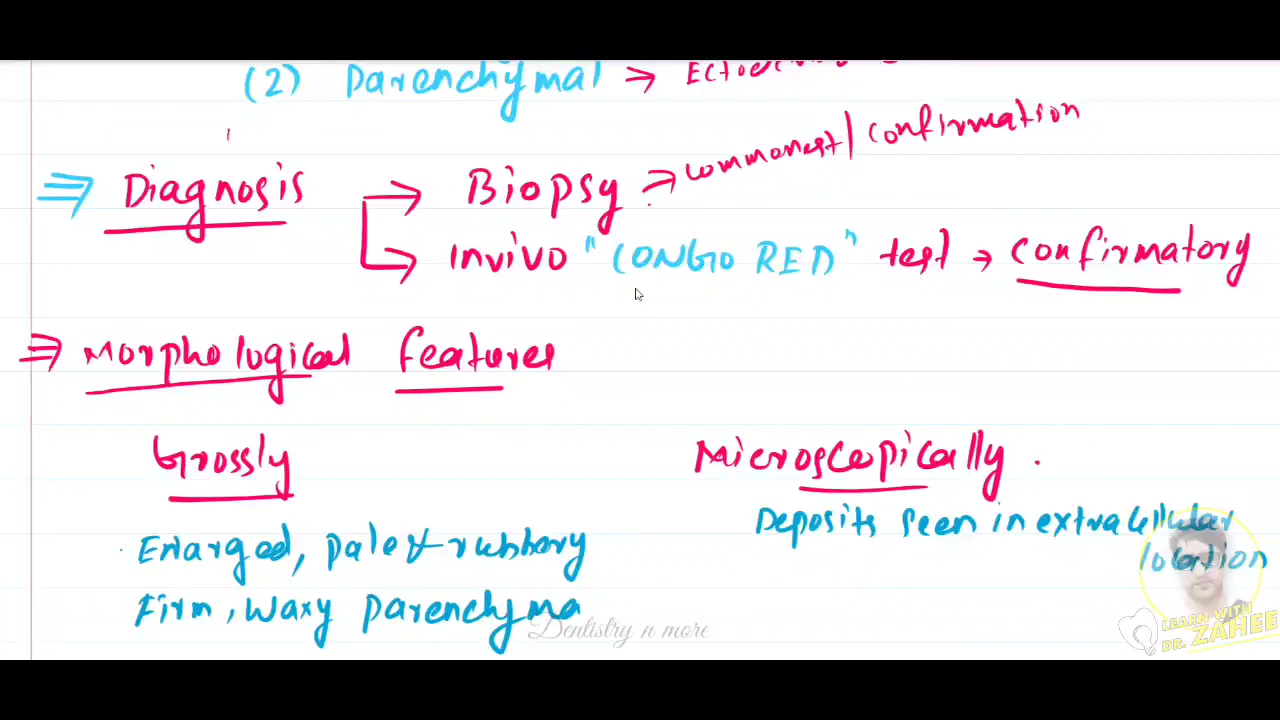 (2) Parenchymal →
⇒ Diagnosis → Biopsy → commonest/ confirmation
→ Invivo "CONGO RED" test → confirmatory
⇒ Morphological features
Grossly
Microscopically.
Deposits seen in extracellular
location
Enlarged, pale & rubbery
Firm, waxy parenchyma
Dentistry n more
LEARN WITH
DR. ZAHEE